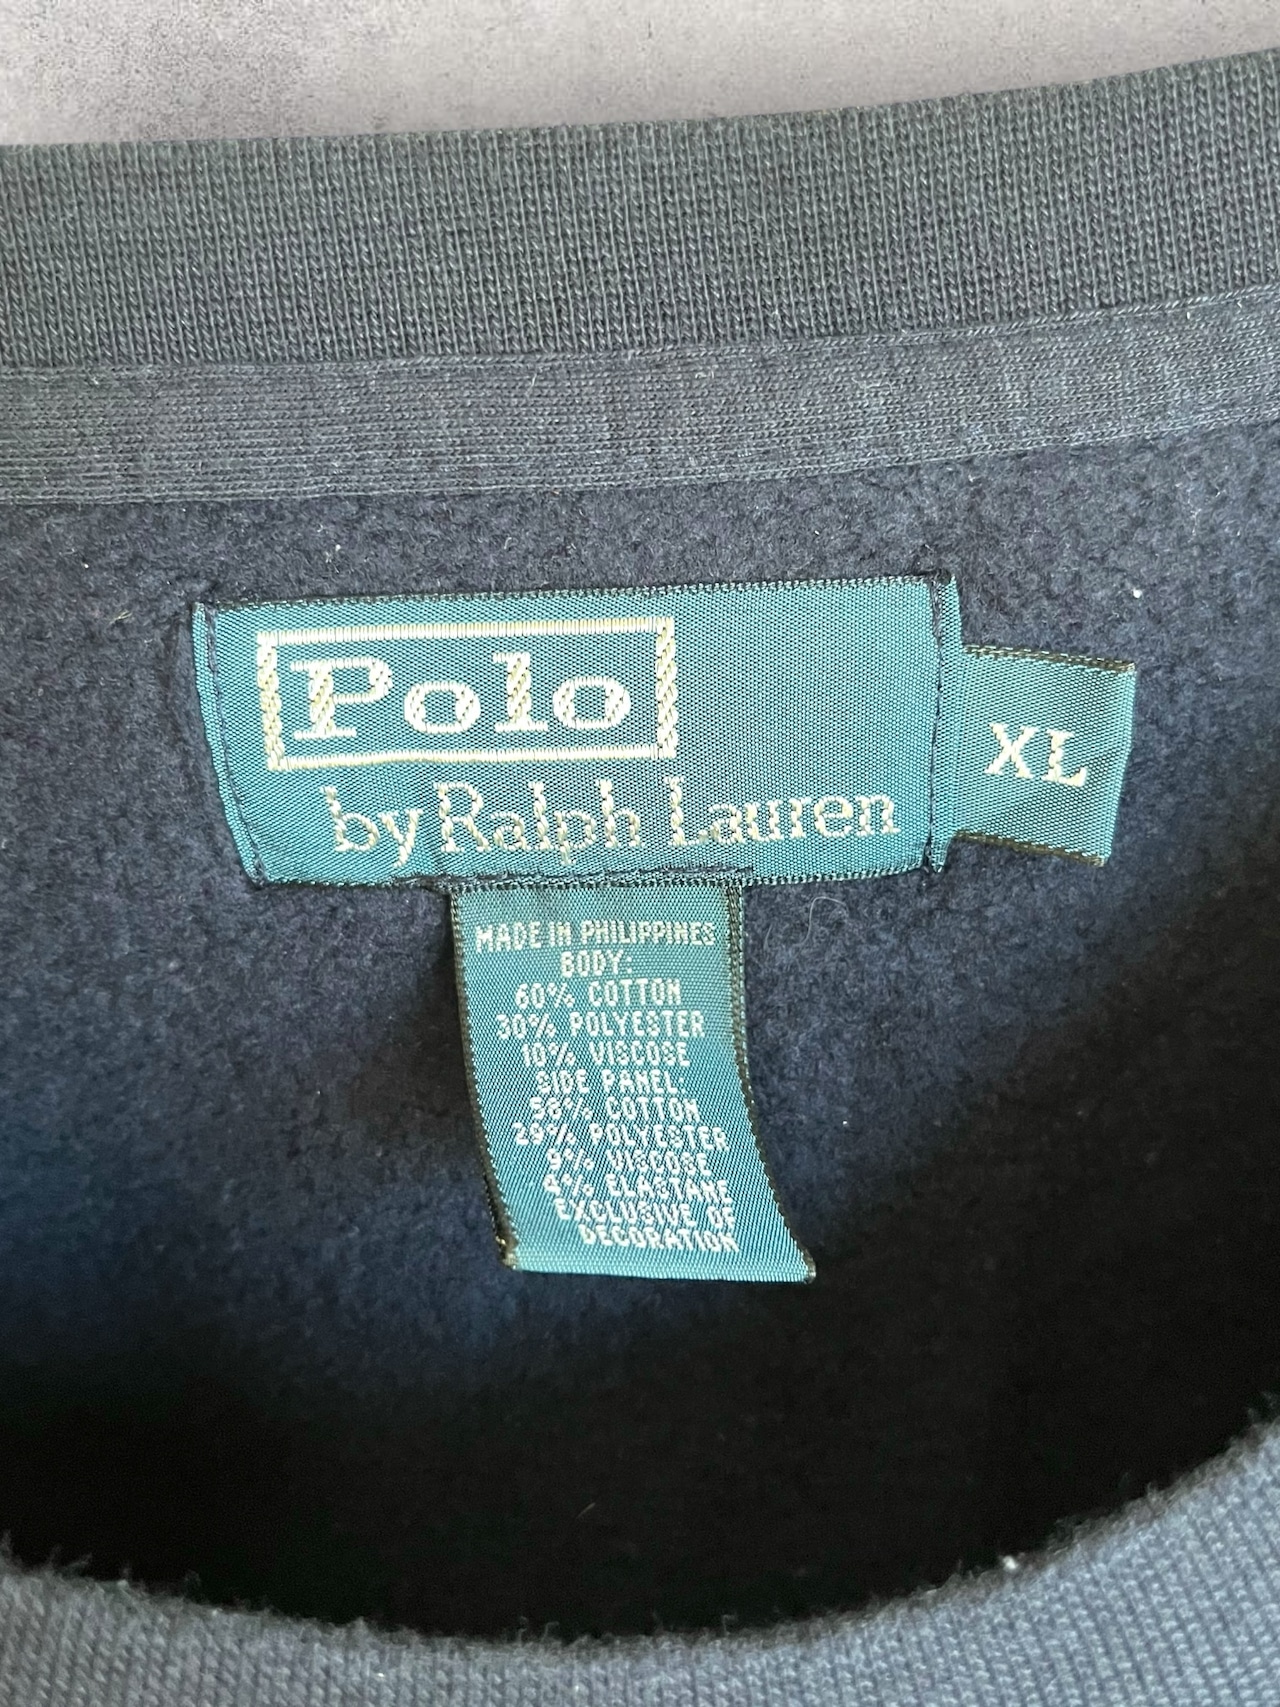 Polo
by Ralph Lauren
XL
MADE IN PHILIPPINES
BODY:
60% COTTON
30% POLYESTER
10% VISCOSE
SIDE PANEL:
58% COTTON
29% POLYESTER
9% VISCOSE
4% ELASTANE
EXCLUSIVE OF
DECORATION